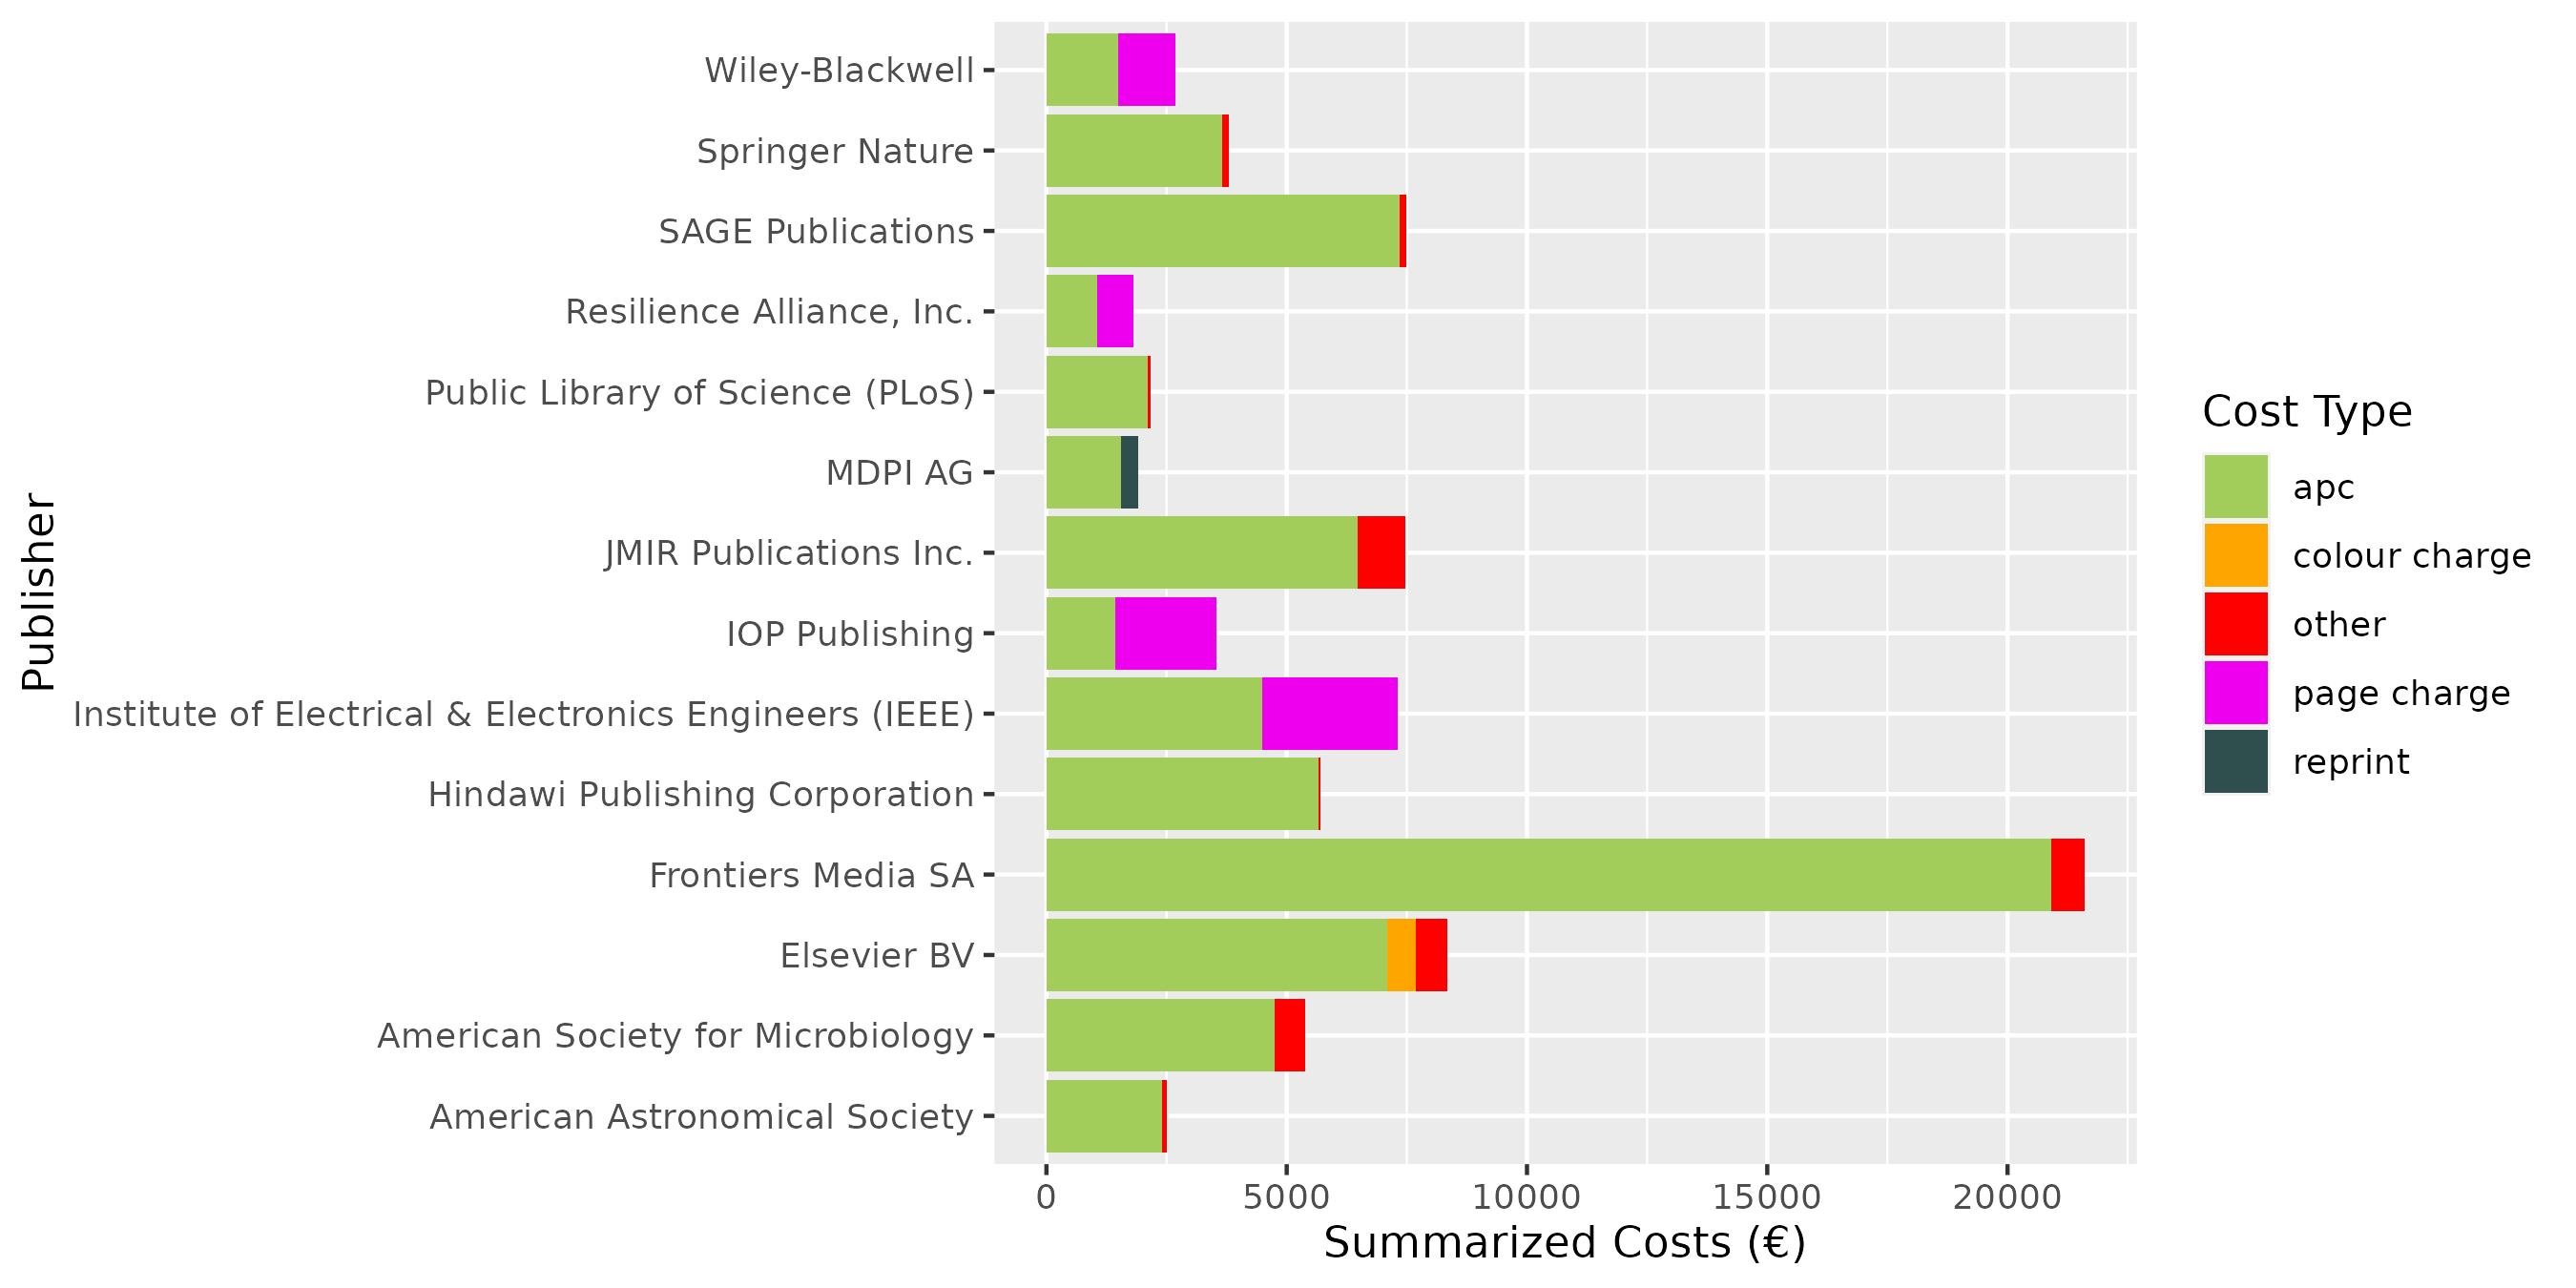 Publisher
Wiley-Blackwell
Springer Nature
SAGE Publications
Resilience Alliance, Inc.
Public Library of Science (PLoS)
MDPI AG
JMIR Publications Inc.
IOP Publishing
Institute of Electrical & Electronics Engineers (IEEE)
Hindawi Publishing Corporation
Frontiers Media SA
Elsevier BV
American Society for Microbiology
American Astronomical Society
0 5000 10000 15000 20000
Summarized Costs (€)
Cost Type
apc
colour charge
other
page charge
reprint